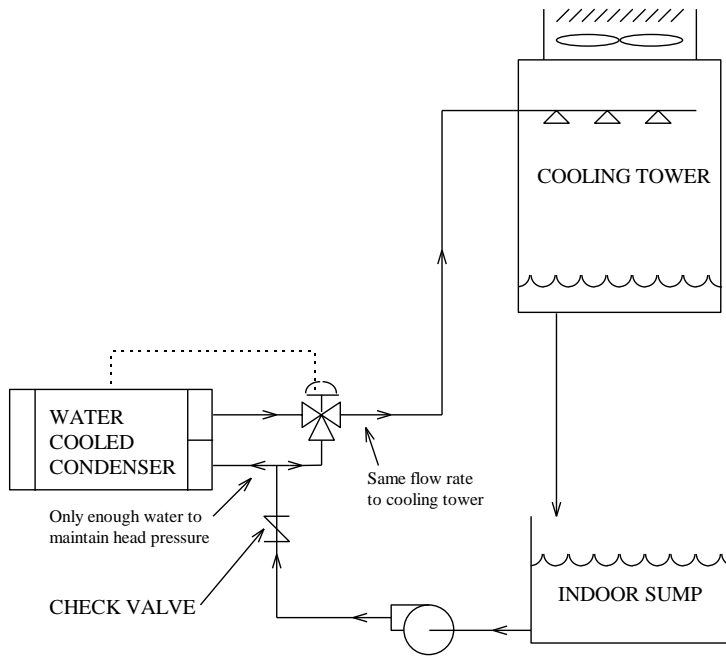 COOLING TOWER
WATER
COOLED
CONDENSER
Same flow rate
to cooling tower
Only enough water to
maintain head pressure
CHECK VALVE
INDOOR SUMP